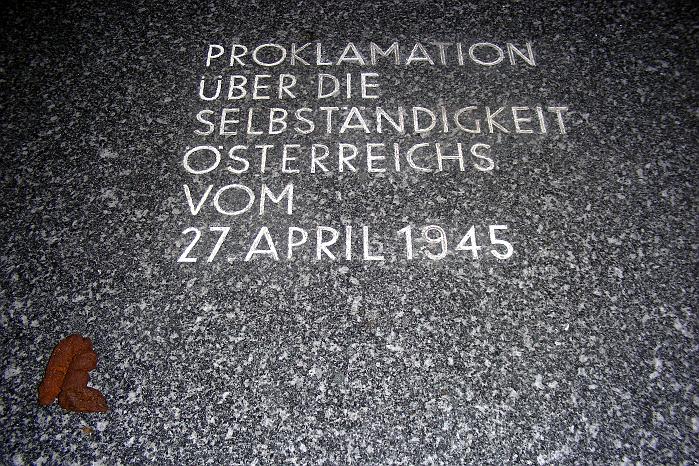 PROKLAMATION
ÜBER DIE
SELBSTÄNDIGKEIT
ÖSTERREICHS
VOM
27. APRIL 1945